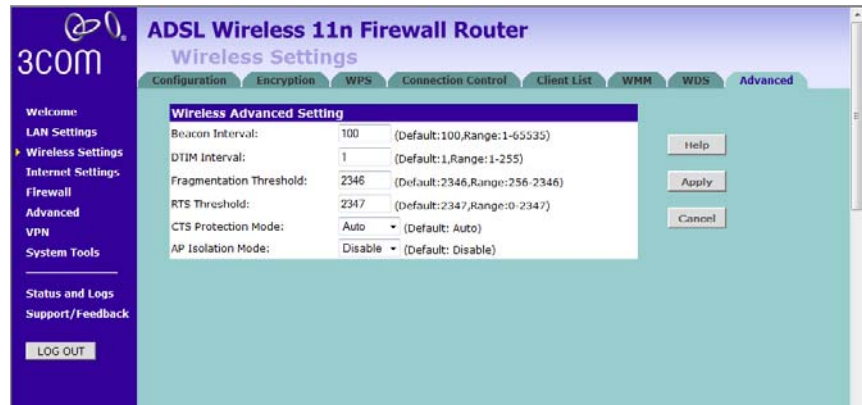 3COM
ADSL Wireless 11n Firewall Router
Wireless Settings
Configuration Encryption WPS Connection Control Client List WMM WDS Advanced
Welcome
LAN Settings
Wireless Settings
Internet Settings
Firewall
Advanced
VPN
System Tools
Status and Logs
Support/Feedback
LOG OUT
Wireless Advanced Setting
Beacon Interval: 100 (Default:100,Range:1-65535)
DTIM Interval: 1 (Default:1,Range:1-255)
Fragmentation Threshold: 2346 (Default:2346,Range:256-2346)
RTS Threshold: 2347 (Default:2347,Range:0-2347)
CTS Protection Mode: Auto (Default: Auto)
AP Isolation Mode: Disable (Default: Disable)
Help
Apply
Cancel